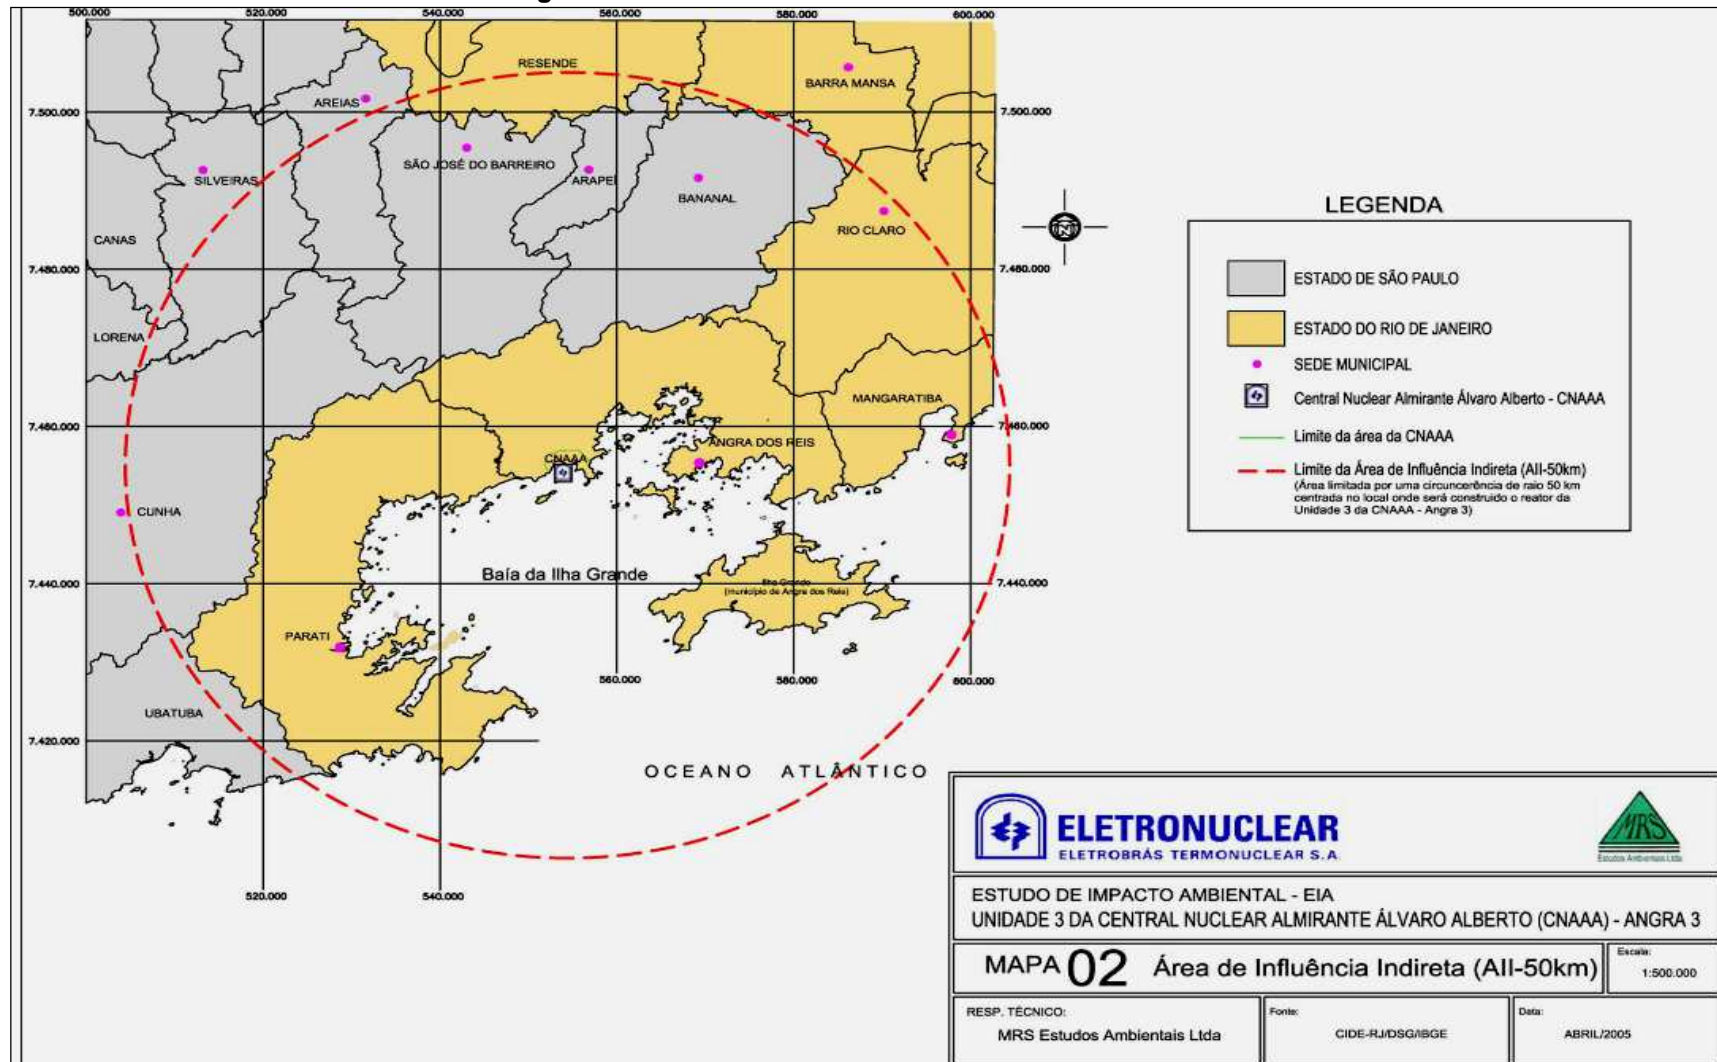 500.000 520.000 540.000 560.000 580.000 600.000
RESENDE
BARRA MANSA
AREIAS
7.500.000 7.500.000
SÃO JOSÉ DO BARREIRO
SILVEIRAS
ARAPEÍ
BANANAL
RIO CLARO
CANAS
7.480.000 7.480.000
LORENA
MANGARATIBA
7.460.000 7.460.000
ANGRA DOS REIS
CNAAA
CUNHA
Baía da Ilha Grande
7.440.000 7.440.000
Ilha Grande
(município de Angra dos Reis)
PARATI
560.000 580.000 600.000
UBATUBA
7.420.000
OCEANO ATLÂNTICO
520.000 540.000
N
LEGENDA
ESTADO DE SÃO PAULO
ESTADO DO RIO DE JANEIRO
SEDE MUNICIPAL
Central Nuclear Almirante Álvaro Alberto - CNAAA
Limite da área da CNAAA
Limite da Área de Influência Indireta (AII-50km)
(Área limitada por uma circuncerência de raio 50 km
centrada no local onde será construido o reator da
Unidade 3 da CNAAA - Angra 3)
ELETRONUCLEAR
ELETROBRÁS TERMONUCLEAR S.A.
MRS
Estudos Ambientais Ltda
ESTUDO DE IMPACTO AMBIENTAL - EIA
UNIDADE 3 DA CENTRAL NUCLEAR ALMIRANTE ÁLVARO ALBERTO (CNAAA) - ANGRA 3
MAPA 02 Área de Influência Indireta (AII-50km)
Escala:
1:500.000
RESP. TÉCNICO:
MRS Estudos Ambientais Ltda
Fonte:
CIDE-RJ/DSG/IBGE
Data:
ABRIL/2005